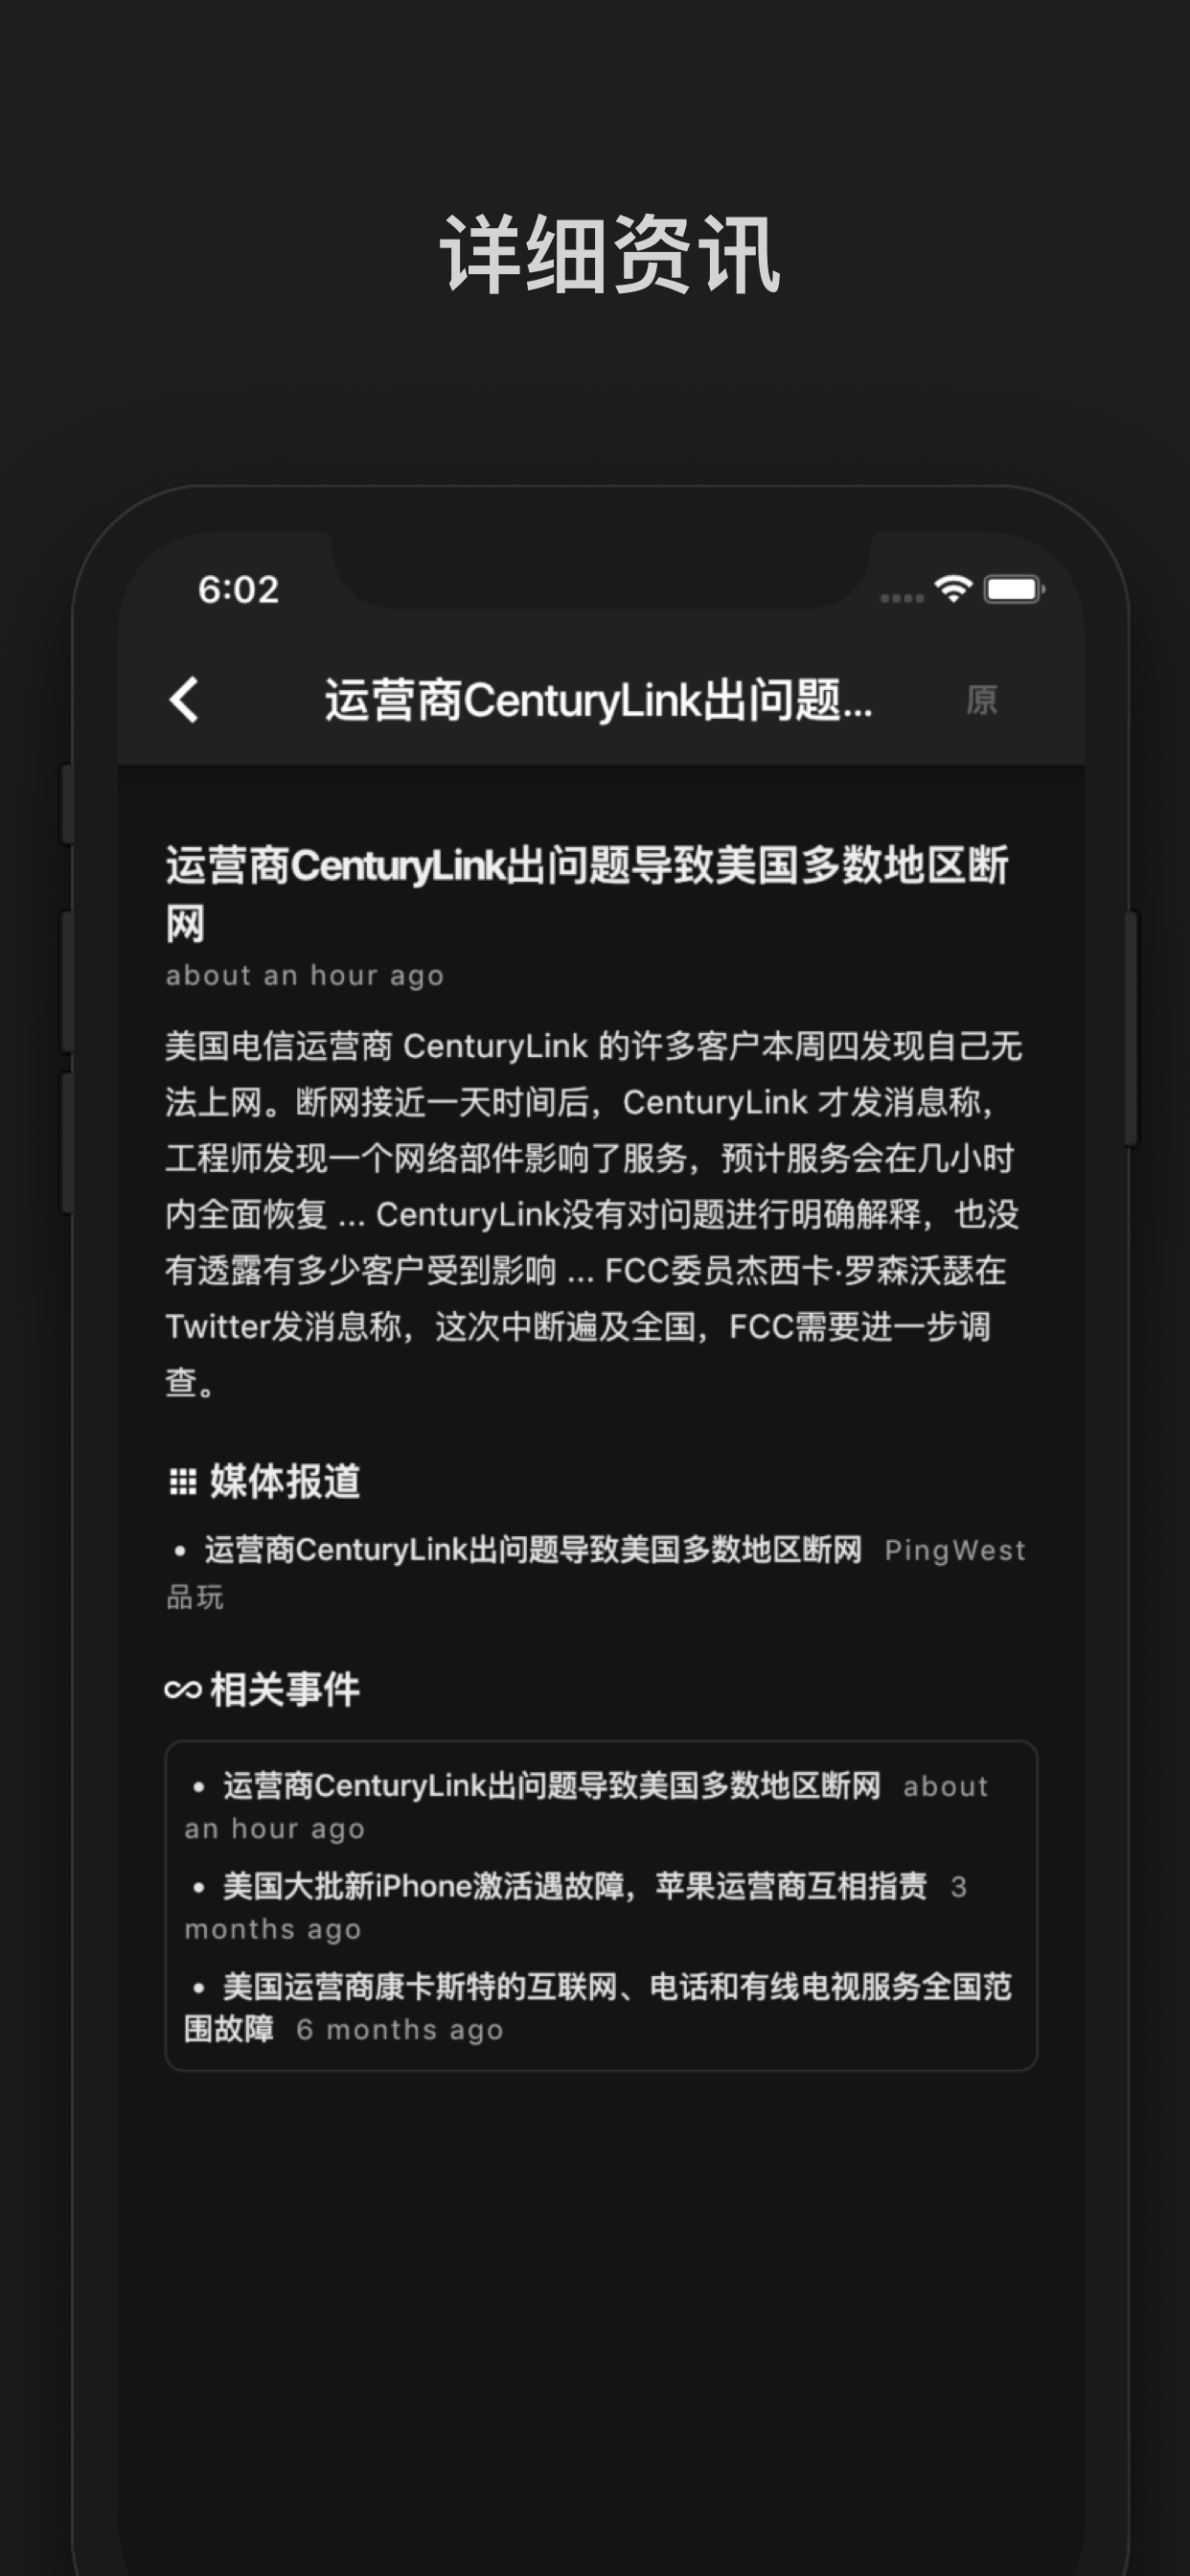 详细资讯
6:02
运营商CenturyLink出问题...
原
运营商CenturyLink出问题导致美国多数地区断
网
about an hour ago
美国电信运营商 CenturyLink 的许多客户本周四发现自己无
法上网。断网接近一天时间后，CenturyLink 才发消息称，
工程师发现一个网络部件影响了服务，预计服务会在几小时
内全面恢复 ... CenturyLink没有对问题进行明确解释，也没
有透露有多少客户受到影响 ... FCC委员杰西卡·罗森沃瑟在
Twitter发消息称，这次中断遍及全国，FCC需要进一步调
查。
媒体报道
• 运营商CenturyLink出问题导致美国多数地区断网 PingWest
品玩
相关事件
• 运营商CenturyLink出问题导致美国多数地区断网 about
an hour ago
• 美国大批新iPhone激活遇故障，苹果运营商互相指责 3
months ago
• 美国运营商康卡斯特的互联网、电话和有线电视服务全国范
围故障 6 months ago